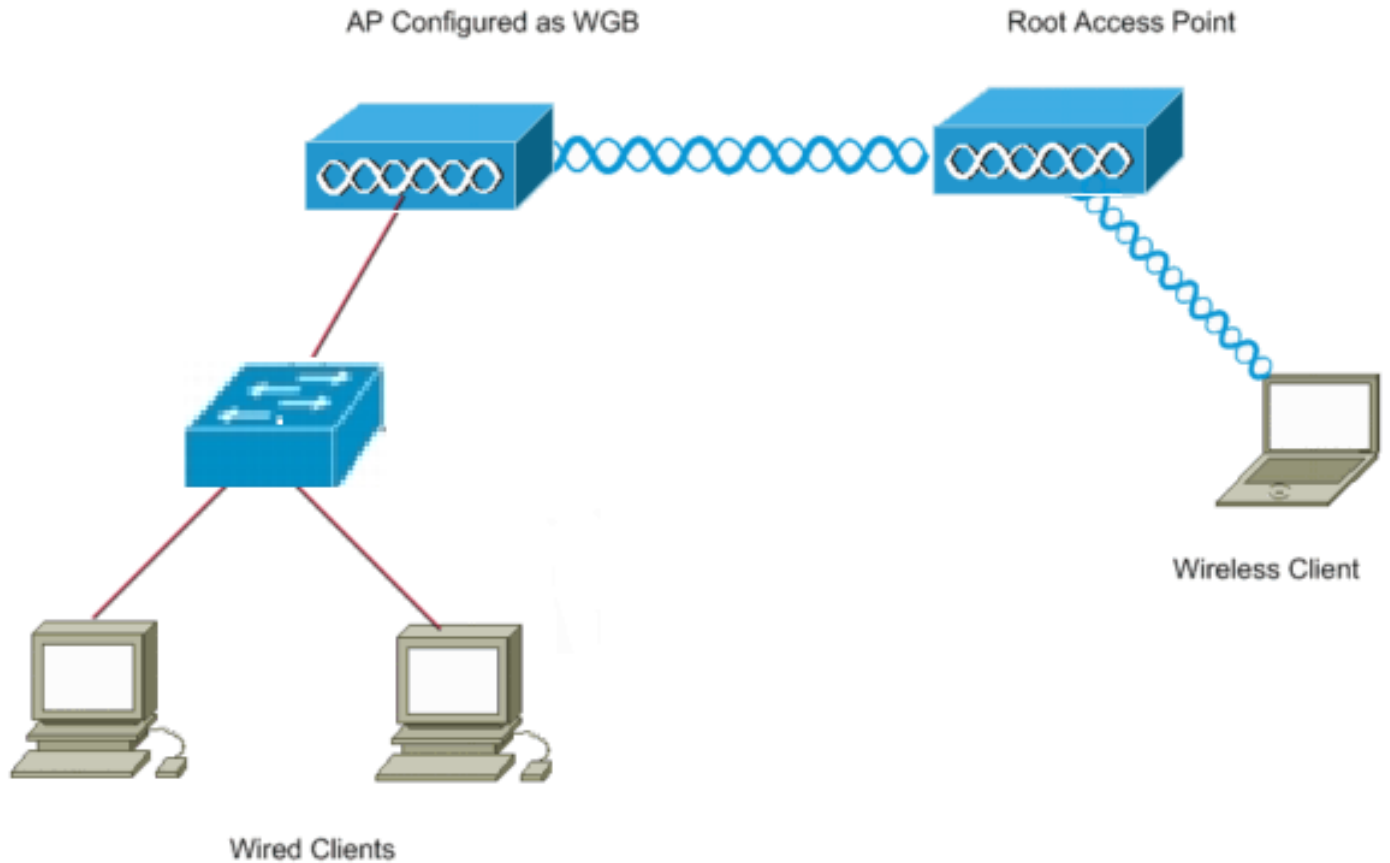 AP Configured as WGB
Root Access Point
Wireless Client
Wired Clients